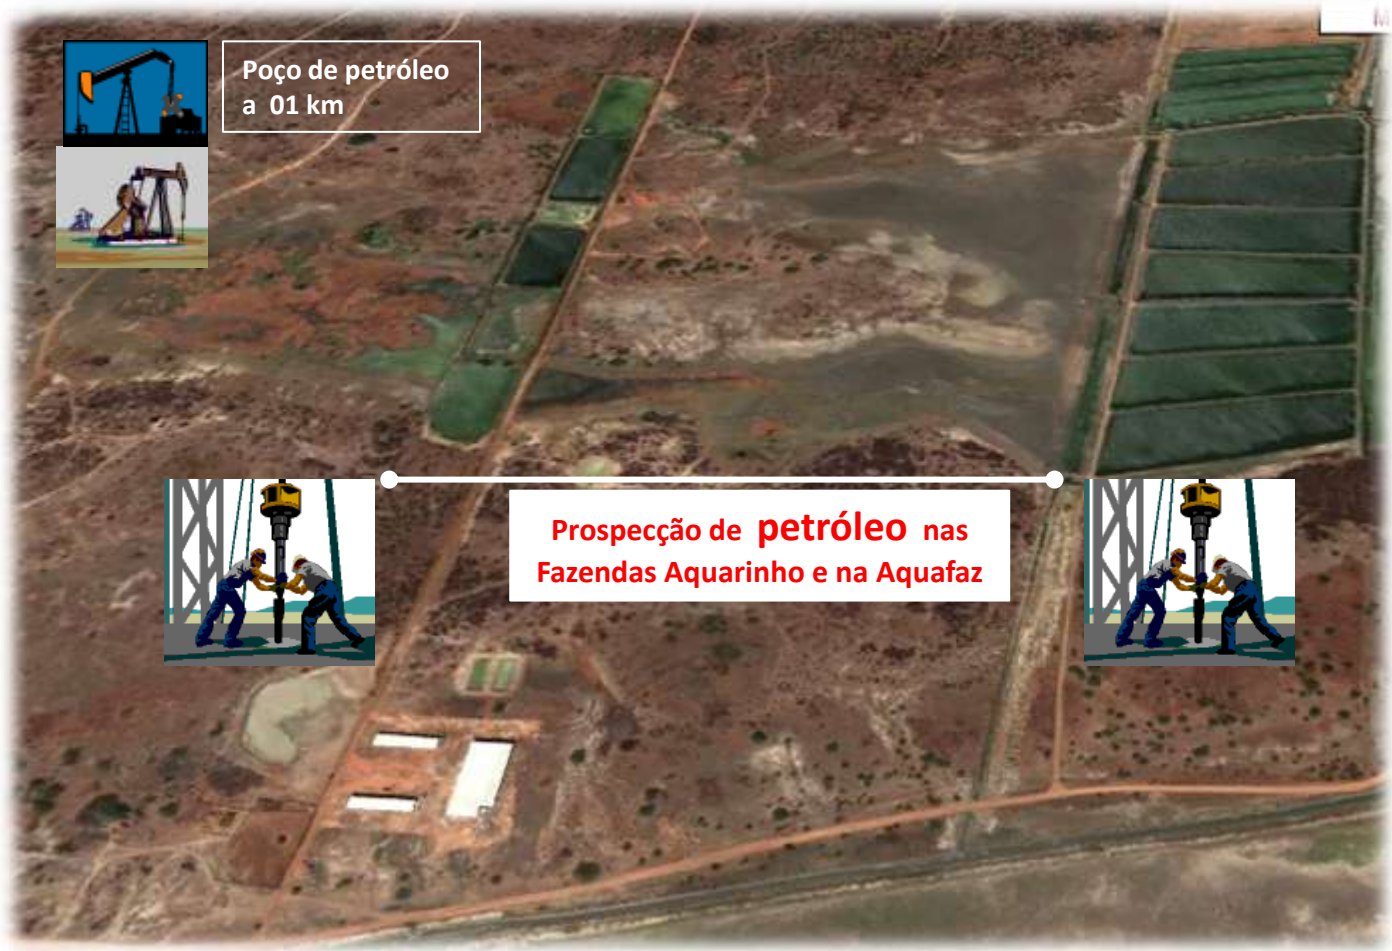 Poço de petróleo
a 01 km
Prospecção de petróleo nas
Fazendas Aquarinho e na Aquafaz